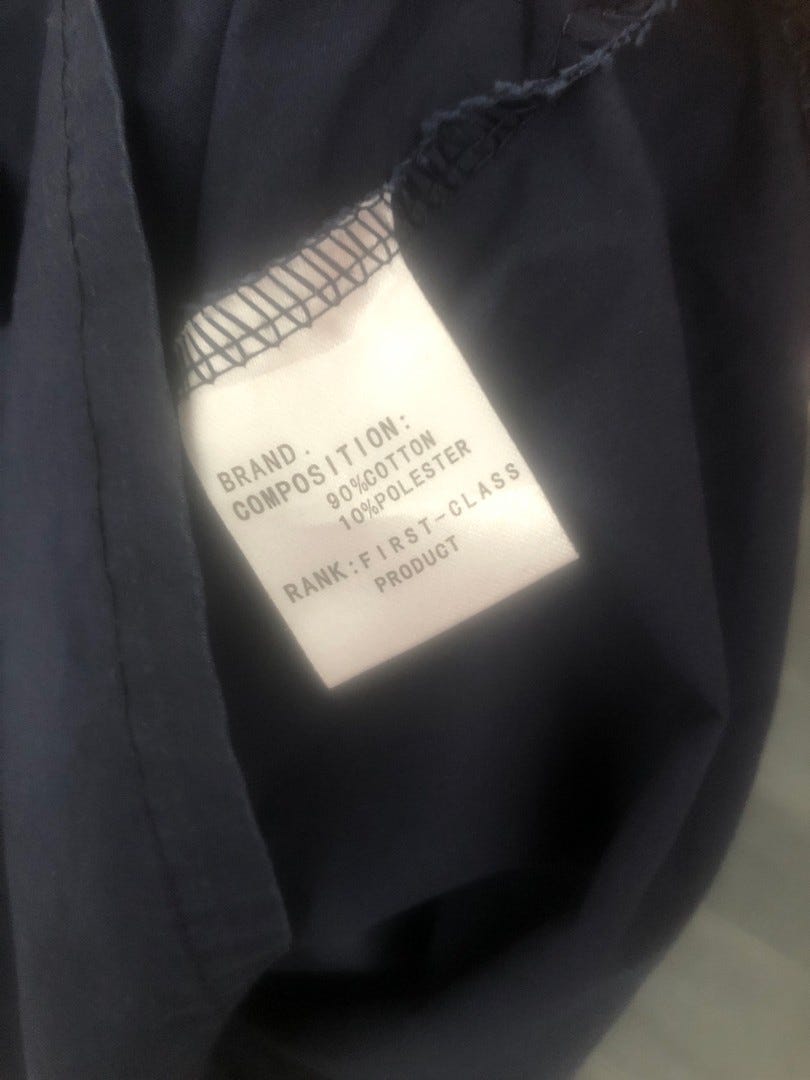 BRAND.
COMPOSITION:
90%COTTON
10%POLESTER
RANK:FIRST-CLASS
PRODUCT